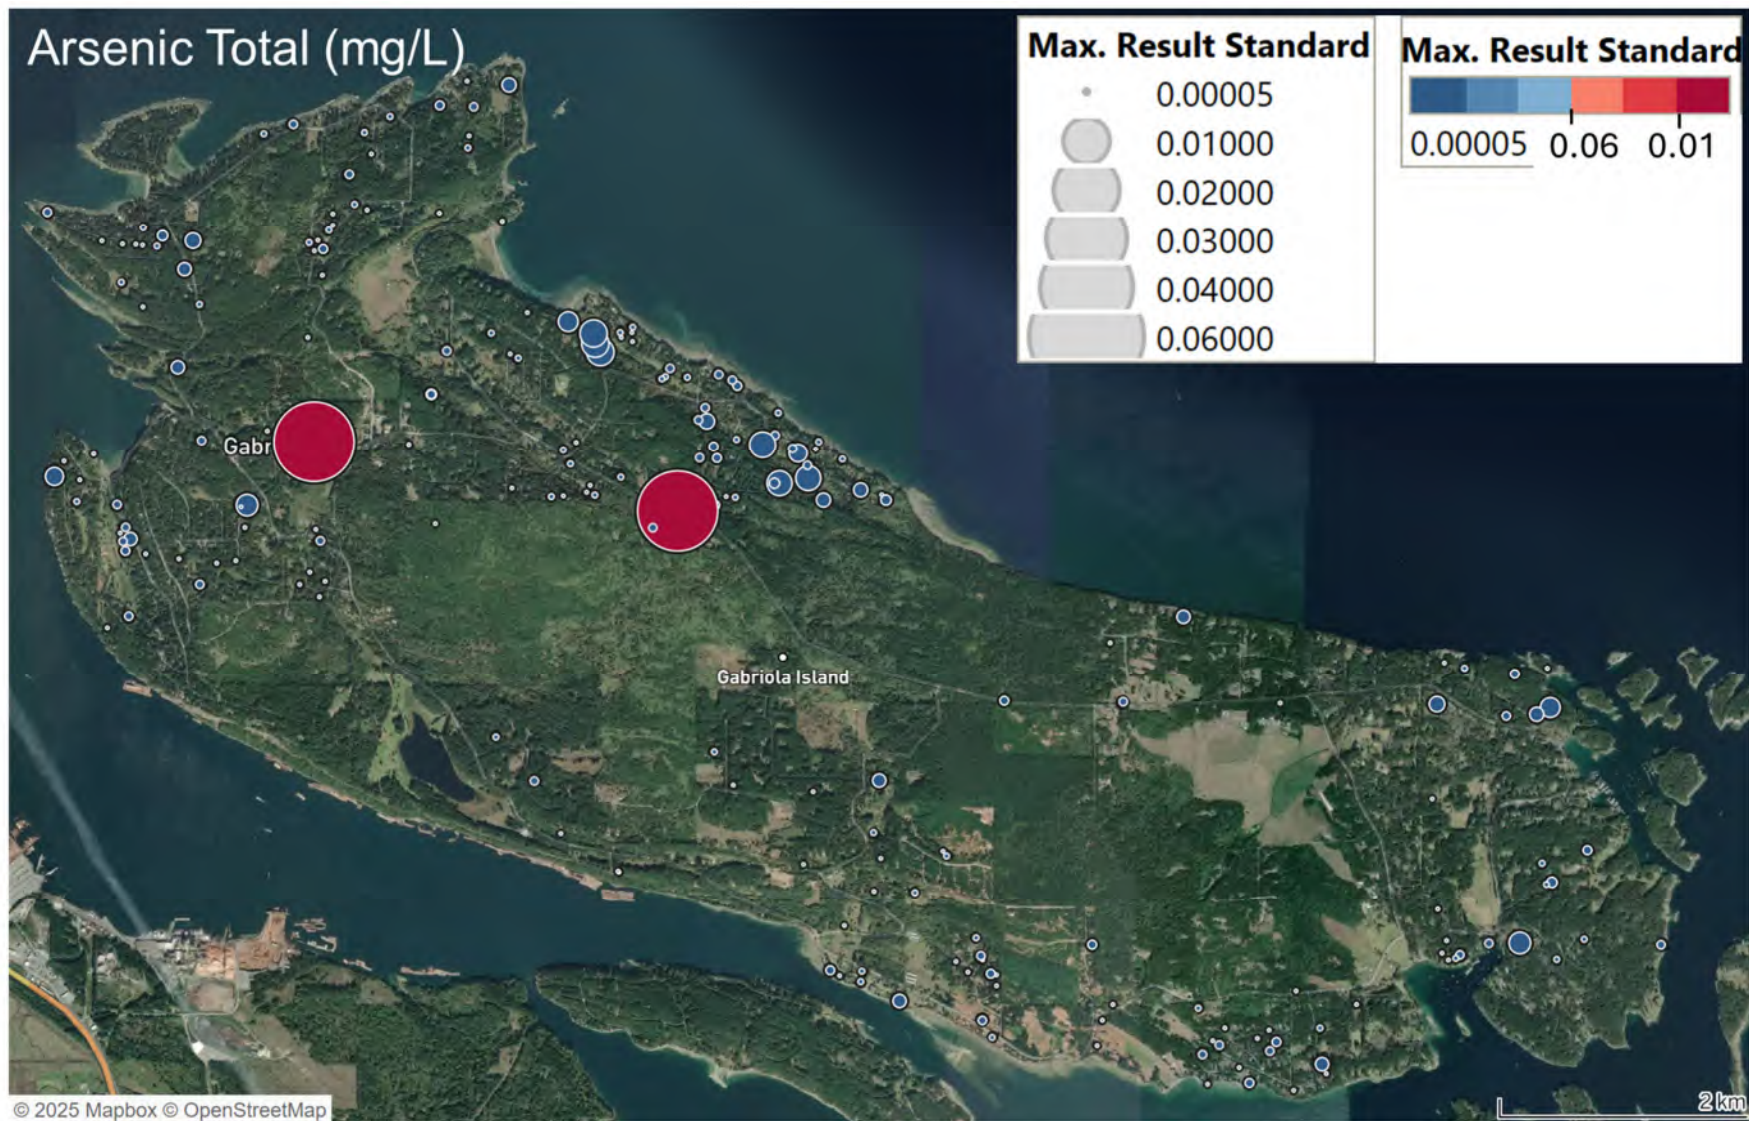 Arsenic Total (mg/L)
Max. Result Standard
0.00005
0.01000
0.02000
0.03000
0.04000
0.06000
Max. Result Standard
0.00005
0.06
0.01
Gabr
Gabriola Island
© 2025 Mapbox © OpenStreetMap
2 km